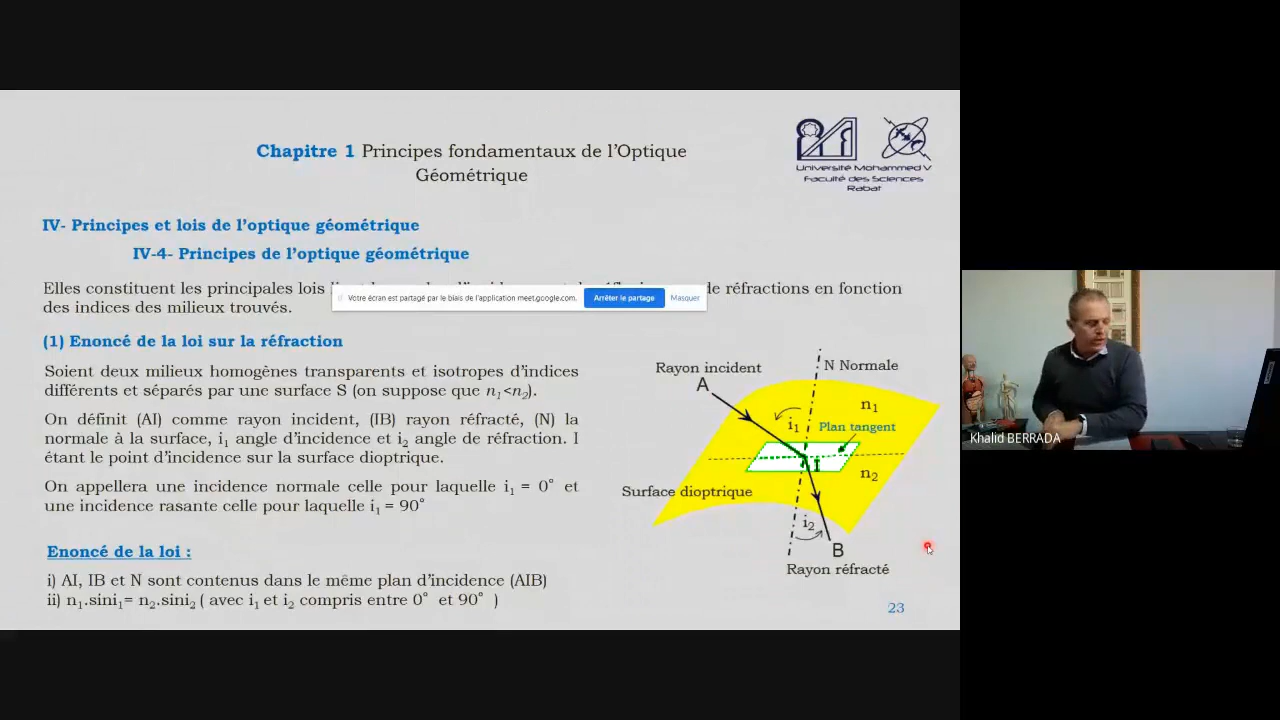 Chapitre 1 Principes fondamentaux de l'Optique
Géométrique
Université Mohammed V
Faculté des Sciences
Rabat
IV- Principes et lois de l'optique géométrique
IV-4- Principes de l'optique géométrique
Elles constituent les principales lois de réfractions en fonction
des indices des milieux trouvés.
Votre écran est partagé par le biais de l'application meet.google.com.
Arrêter le partage
Masquer
(1) Enoncé de la loi sur la réfraction
Soient deux milieux homogènes transparents et isotropes d'indices
différents et séparés par une surface S (on suppose que n₁<n₂).
On définit (AI) comme rayon incident, (IB) rayon réfracté, (N) la
normale à la surface, i₁ angle d'incidence et i₂ angle de réfraction. I
étant le point d'incidence sur la surface dioptrique.
On appellera une incidence normale celle pour laquelle i₁ = 0° et
une incidence rasante celle pour laquelle i₁ = 90°
Enoncé de la loi :
i) AI, IB et N sont contenus dans le même plan d'incidence (AIB)
ii) n₁.sini₁= n₂.sini₂ ( avec i₁ et i₂ compris entre 0° et 90° )
Rayon incident
A
N Normale
n₁
i₁
Plan tangent
I
n₂
Surface dioptrique
i₂
B
Rayon réfracté
23
Khalid BERRADA